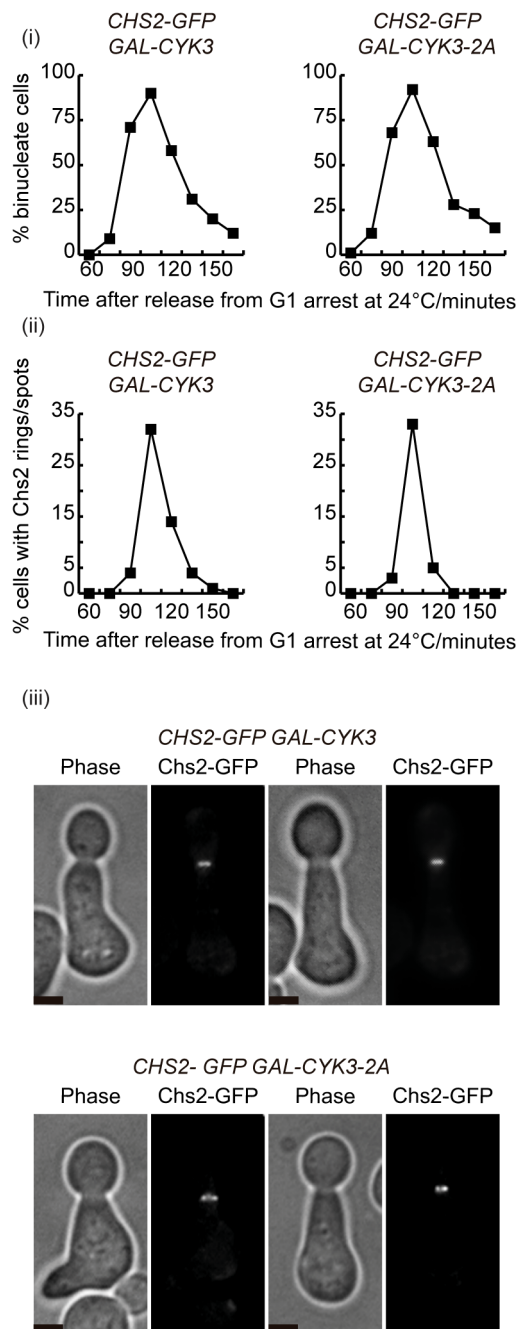 (i)
CHS2-GFP CHS2-GFP
GAL-CYK3 GAL-CYK3-2A
% binucleate cells
100 100
75 75
50 50
25 25
0 0
60 90 120 150 60 90 120 150
Time after release from G1 arrest at 24°C/minutes
(ii)
CHS2-GFP CHS2-GFP
GAL-CYK3 GAL-CYK3-2A
% cells with Chs2 rings/spots
35 35
25 25
15 15
5 5
0 0
60 90 120 150 60 90 120 150
Time after release from G1 arrest at 24°C/minutes
(iii)
CHS2-GFP GAL-CYK3
Phase Chs2-GFP Phase Chs2-GFP
CHS2- GFP GAL-CYK3-2A
Phase Chs2-GFP Phase Chs2-GFP